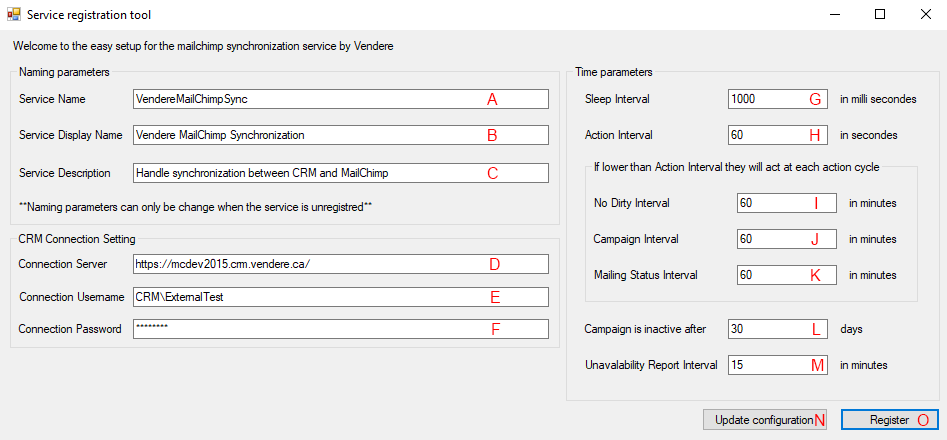 Service registration tool
Welcome to the easy setup for the mailchimp synchronization service by Vendere
Naming parameters
Service Name VendereMailChimpSync A
Service Display Name Vendere MailChimp Synchronization B
Service Description Handle synchronization between CRM and MailChimp C
**Naming parameters can only be change when the service is unregistred**
CRM Connection Setting
Connection Server https://mcdev2015.crm.vendere.ca/ D
Connection Username CRM\ExternalTest E
Connection Password ******** F
Time parameters
Sleep Interval 1000 G in milli secondes
Action Interval 60 H in secondes
If lower than Action Interval they will act at each action cycle
No Dirty Interval 60 I in minutes
Campaign Interval 60 J in minutes
Mailing Status Interval 60 K in minutes
Campaign is inactive after 30 L days
Unavalability Report Interval 15 M in minutes
Update configuration N Register O